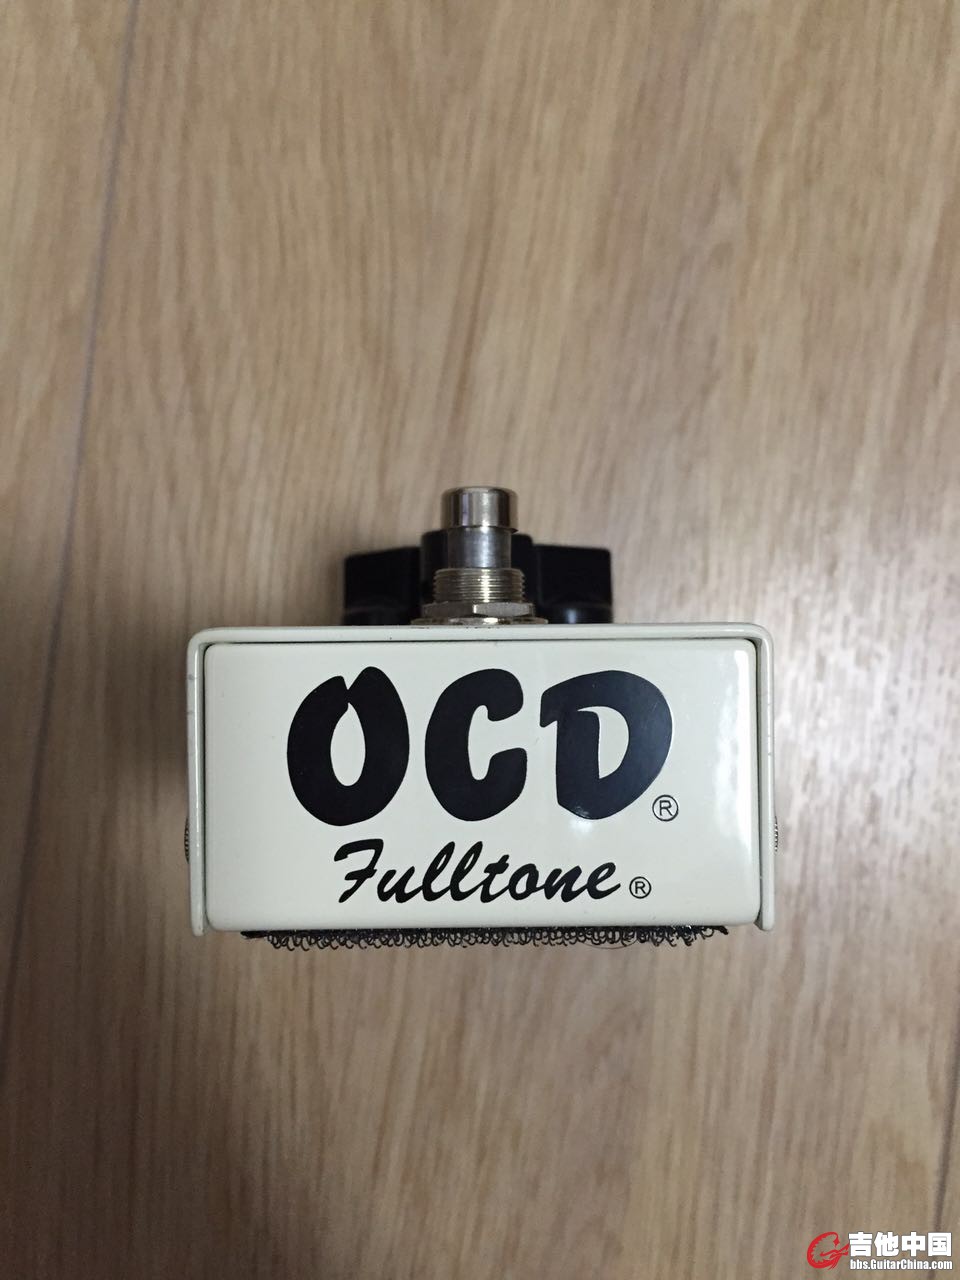 OCD®
Fulltone®
吉他中国
bbs.GuitarChina.com